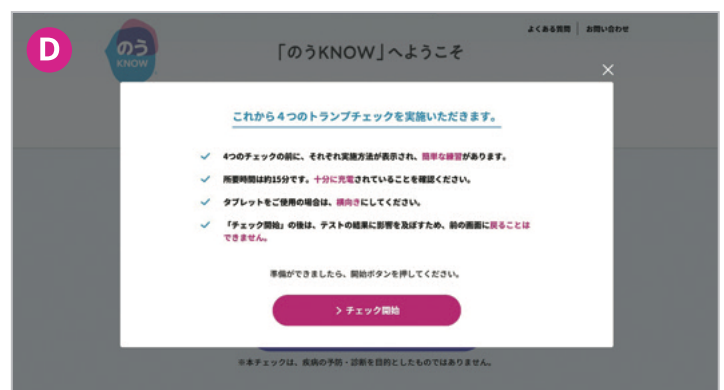 D
のう
KNOW
よくある質問
お問い合わせ
「のうKNOW」へようこそ
これから4つのトランプチェックを実施いただきます。
4つのチェックの前に、それぞれ実施方法が表示され、簡単な練習があります。
所要時間は約15分です。十分に充電されていることを確認ください。
タブレットをご使用の場合は、横向きにしてください。
「チェック開始」の後は、テストの結果に影響を及ぼすため、前の画面に戻ることは
できません。
準備ができましたら、開始ボタンを押してください。
チェック開始
※本チェックは、疾病の予防・診断を目的としたものではありません。